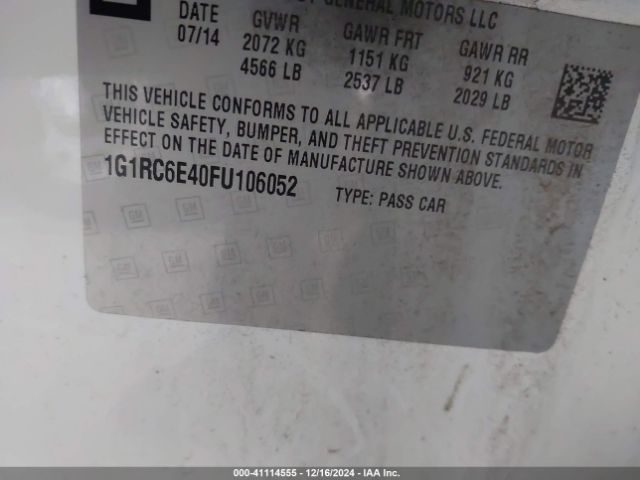 GENERAL MOTORS LLC
DATE GVWR GAWR FRT GAWR RR
07/14 2072 KG 1151 KG 921 KG
4566 LB 2537 LB 2029 LB
THIS VEHICLE CONFORMS TO ALL APPLICABLE U.S. FEDERAL MOTOR
VEHICLE SAFETY, BUMPER, AND THEFT PREVENTION STANDARDS IN
EFFECT ON THE DATE OF MANUFACTURE SHOWN ABOVE.
1G1RC6E40FU106052 TYPE: PASS CAR
000-41114555 - 12/16/2024 - IAA Inc.